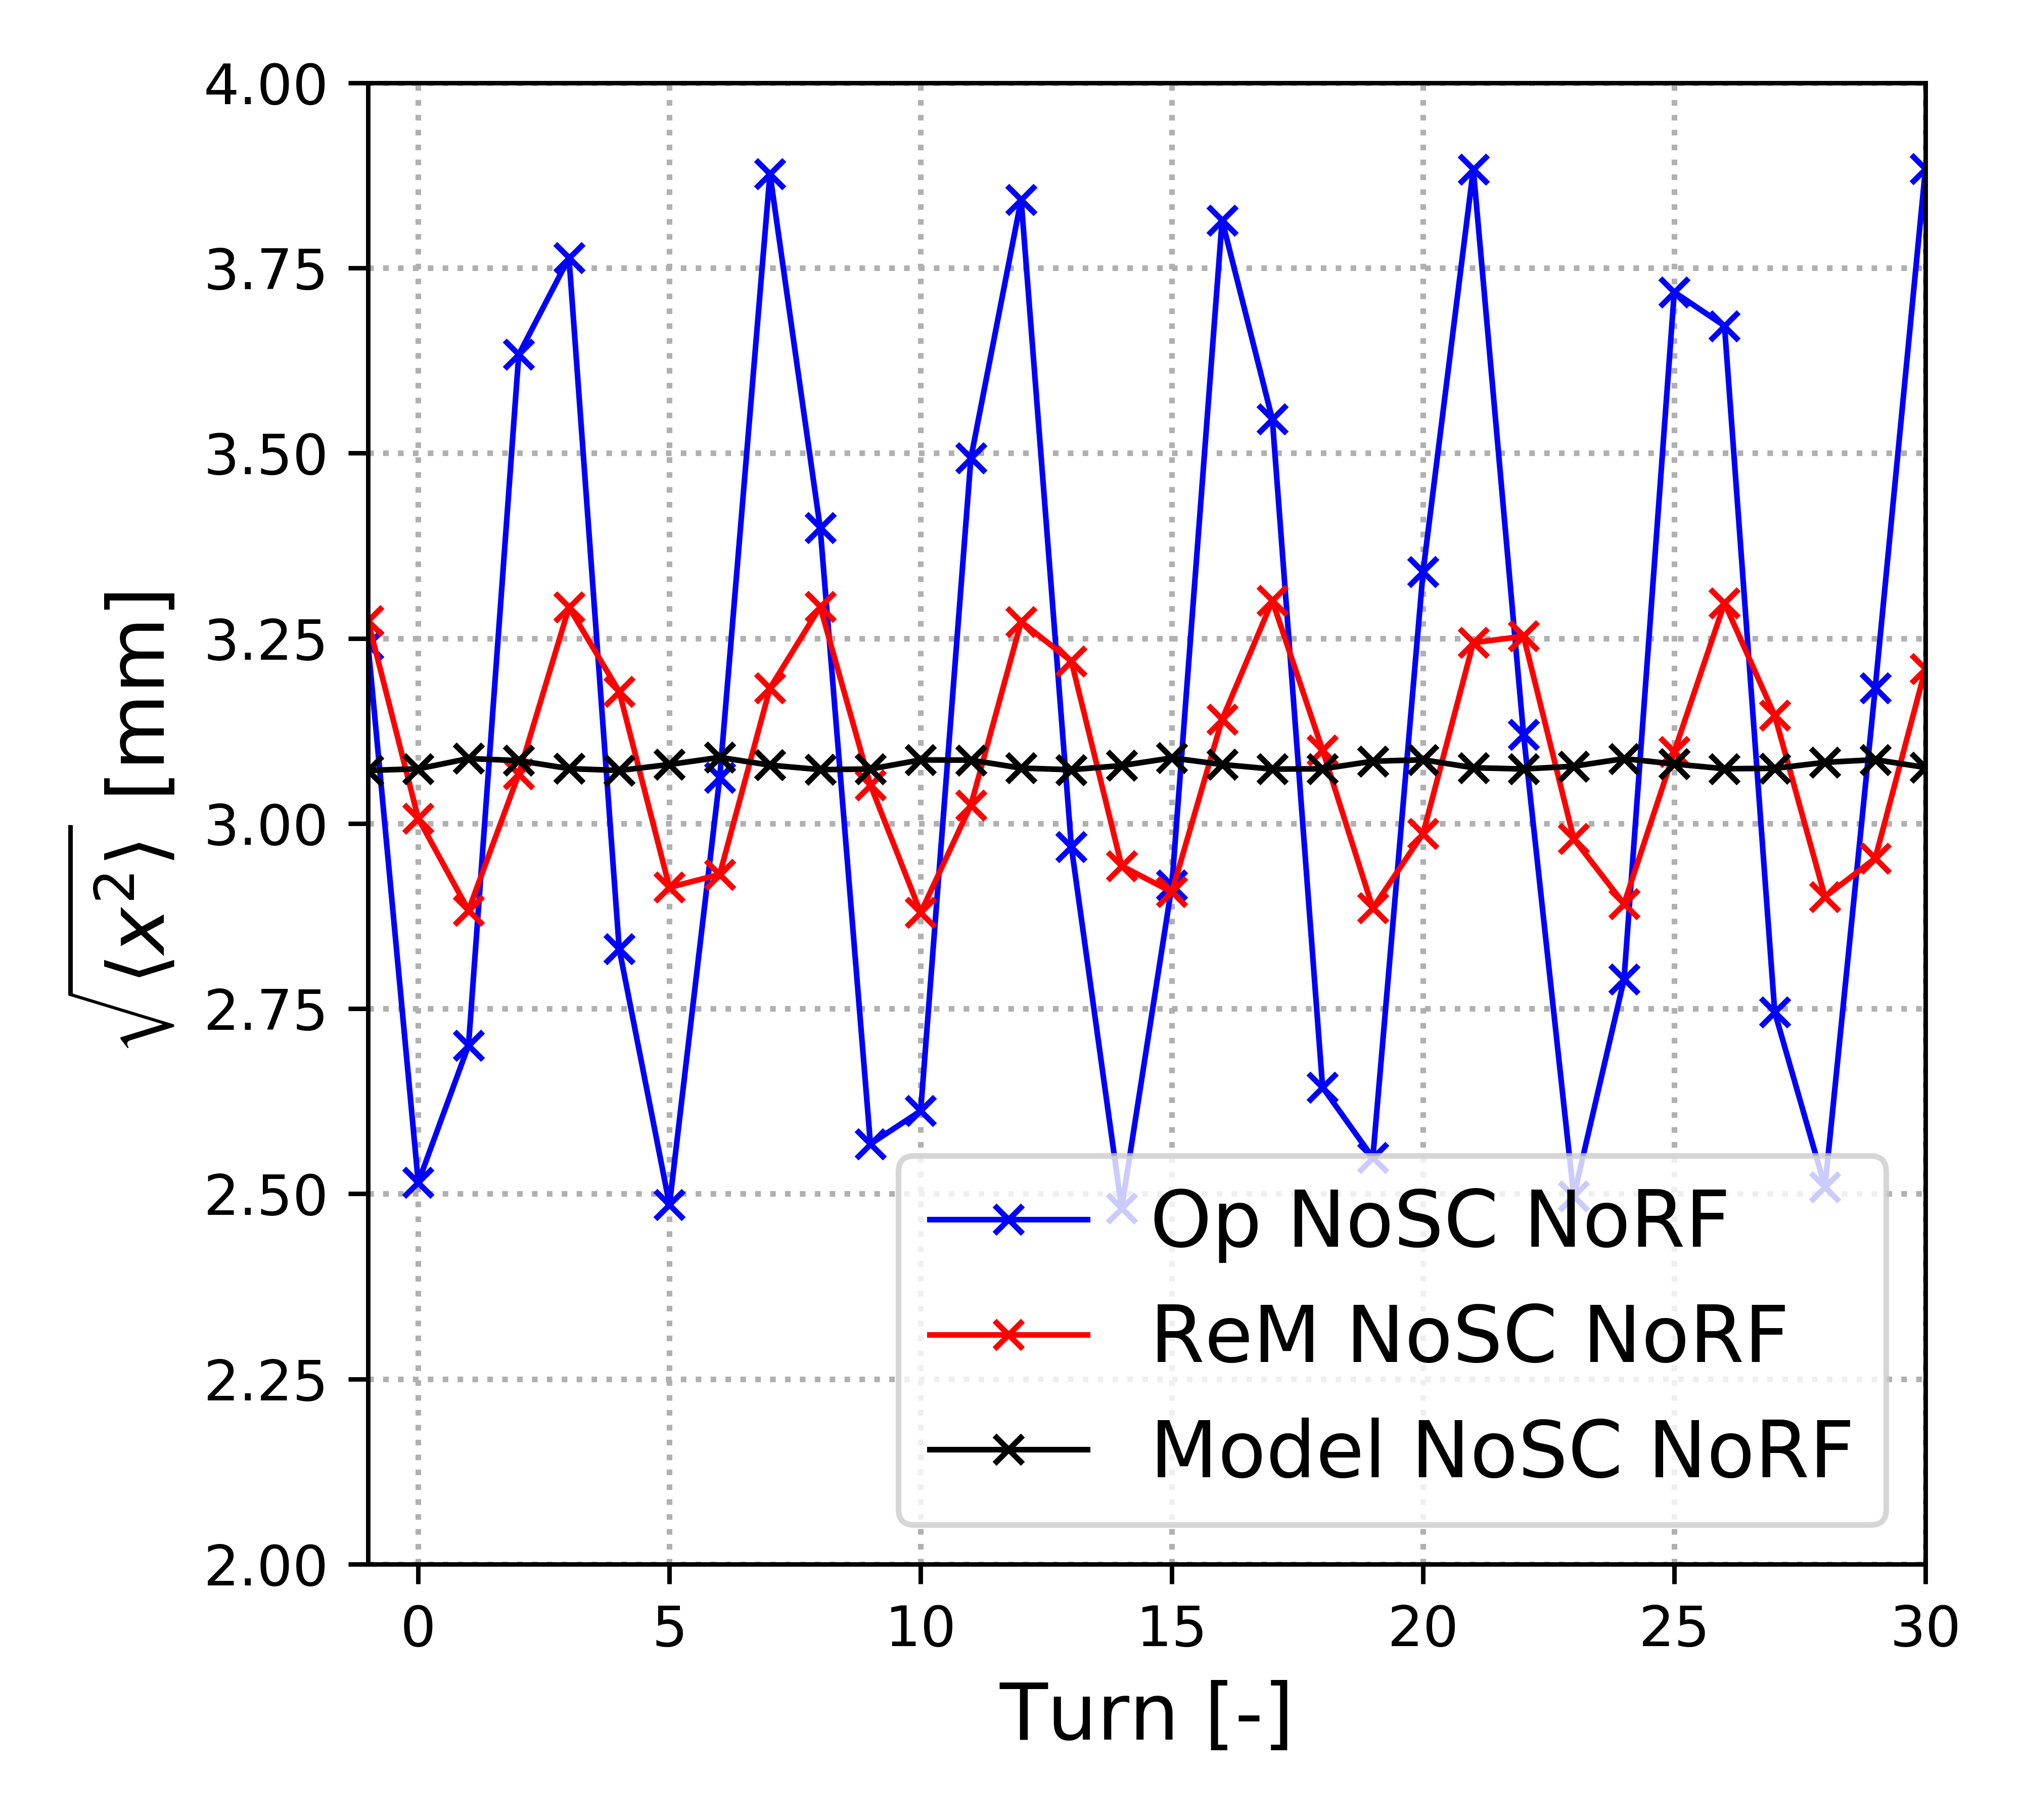 4.00
3.75
3.50
3.25
3.00
2.75
2.50
2.25
2.00
√⟨x²⟩ [mm]
0 5 10 15 20 25 30
Turn [-]
Op NoSC NoRF
ReM NoSC NoRF
Model NoSC NoRF